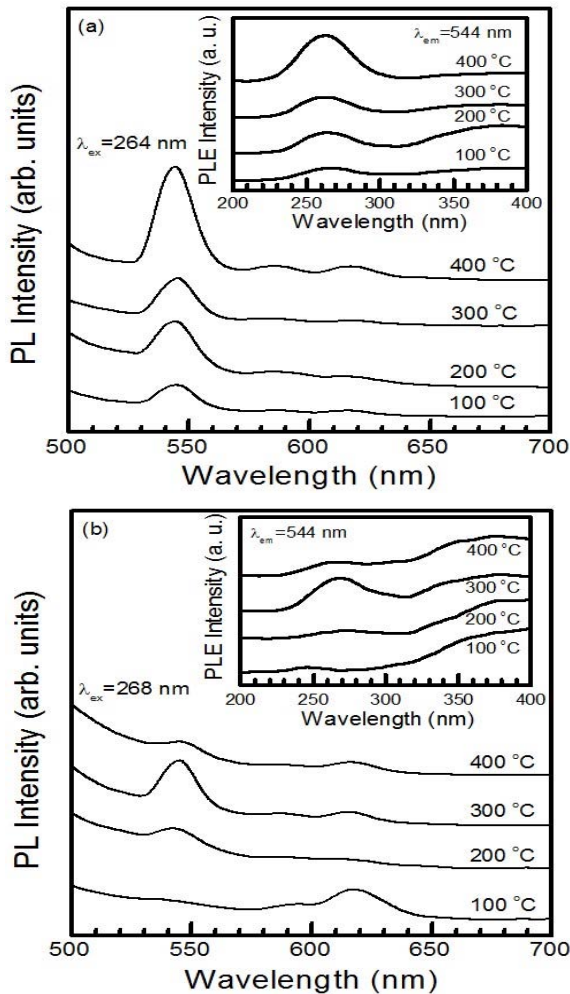 (a)
λem=544 nm
400 °C
300 °C
200 °C
100 °C
PLE Intensity (a. u.)
200 250 300 350 400
Wavelength (nm)
λex=264 nm
PL Intensity (arb. units)
400 °C
300 °C
200 °C
100 °C
500 550 600 650 700
Wavelength (nm)
(b)
λem=544 nm
400 °C
300 °C
200 °C
100 °C
PLE Intensity (a. u.)
200 250 300 350 400
Wavelength (nm)
λex=268 nm
PL Intensity (arb. units)
400 °C
300 °C
200 °C
100 °C
500 550 600 650 700
Wavelength (nm)